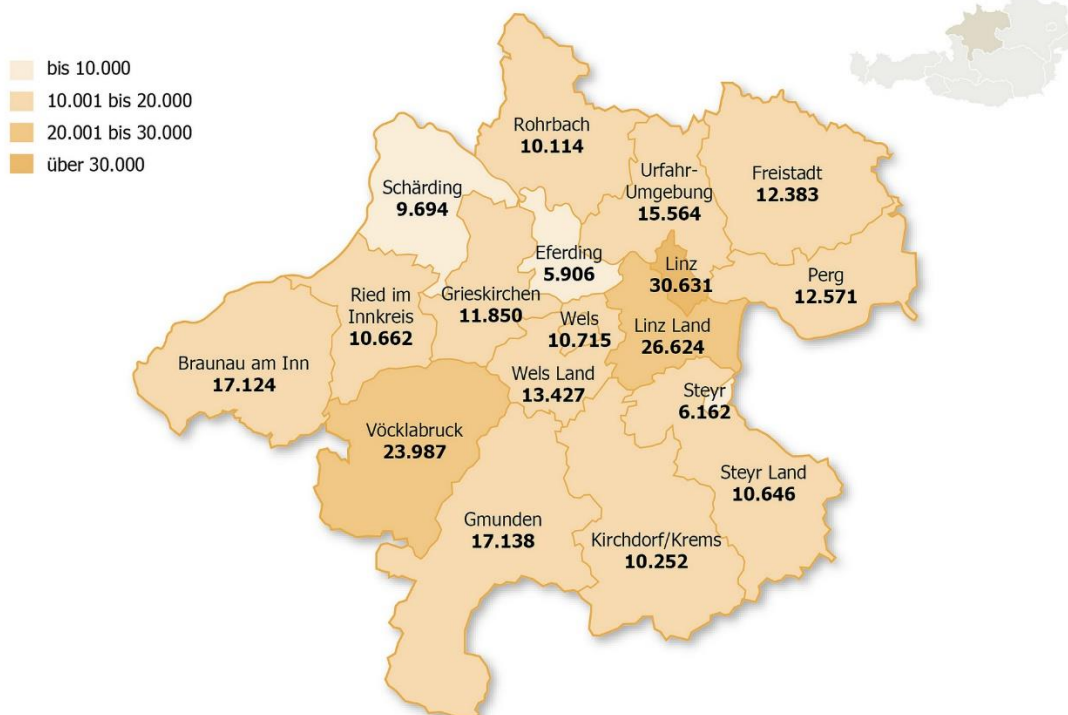 bis 10.000
10.001 bis 20.000
20.001 bis 30.000
über 30.000
Rohrbach
10.114
Urfahr-
Umgebung
15.564
Freistadt
12.383
Schärding
9.694
Eferding
5.906
Linz
30.631
Perg
12.571
Ried im
Innkreis
10.662
Grieskirchen
11.850
Wels
10.715
Linz Land
26.624
Braunau am Inn
17.124
Wels Land
13.427
Steyr
6.162
Vöcklabruck
23.987
Steyr Land
10.646
Gmunden
17.138
Kirchdorf/Krems
10.252